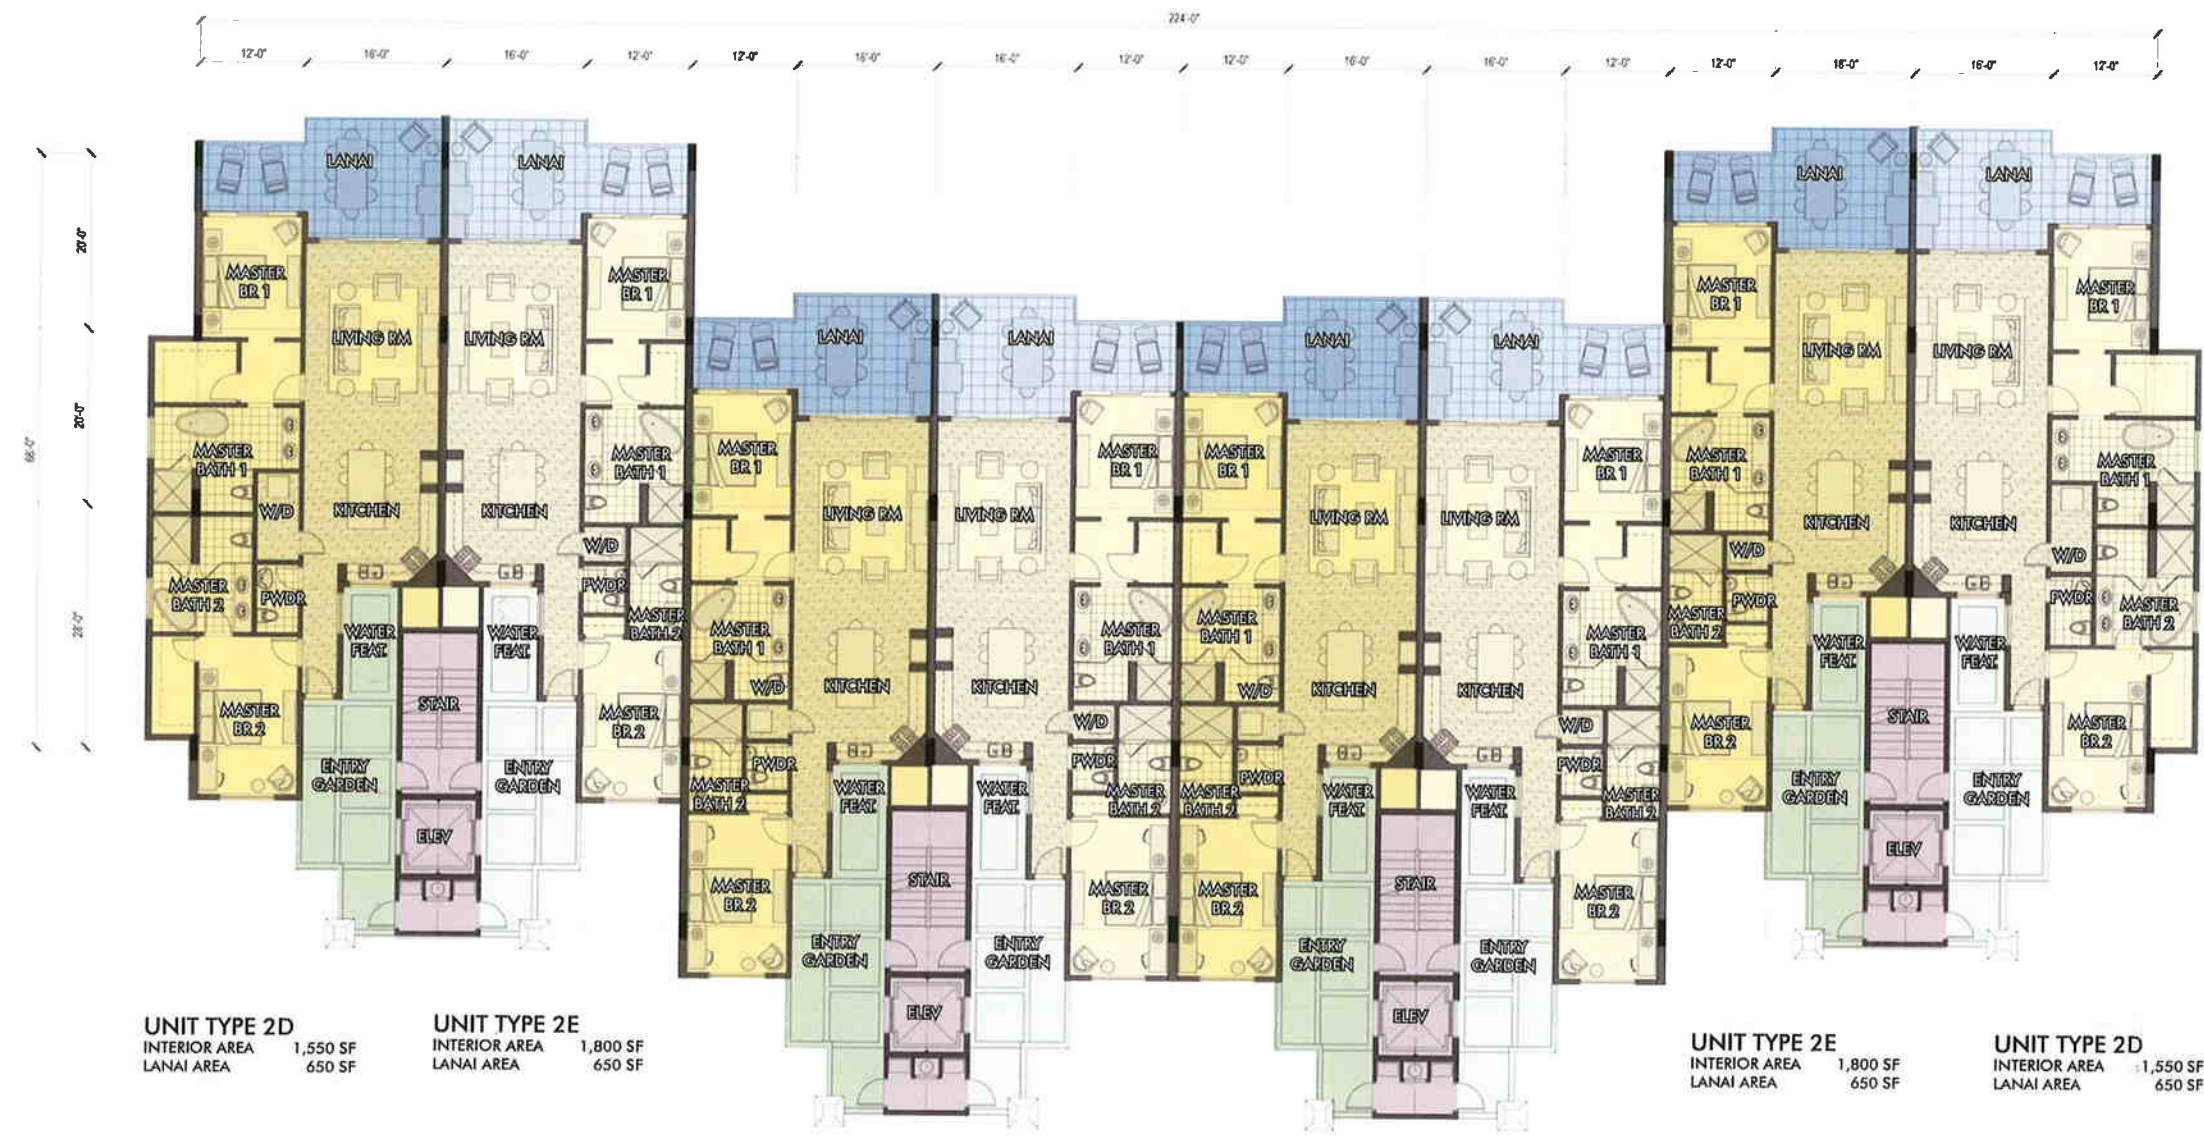 224'-0"
12'-0" 16'-0" 16'-0" 12'-0" 12'-0" 16'-0" 16'-0" 12'-0" 12'-0" 16'-0" 16'-0" 12'-0" 12'-0" 16'-0" 16'-0" 12'-0"
68'-0"
20'-0"
20'-0"
28'-0"
LANAI
MASTER
BR 1
LIVING RM
MASTER
BATH 1
W/D
KITCHEN
MASTER
BATH 2
PWDR
WATER
FEAT.
MASTER
BR.2
ENTRY
GARDEN
STAIR
ELEV
LANAI
MASTER
BR 1
LIVING RM
MASTER
BATH 1
KITCHEN
W/D
PWDR
MASTER
BATH 2
WATER
FEAT.
MASTER
BR.2
ENTRY
GARDEN
LANAI
MASTER
BR 1
LIVING RM
MASTER
BATH 1
W/D
KITCHEN
PWDR
MASTER
BATH 2
WATER
FEAT.
MASTER
BR.2
ENTRY
GARDEN
STAIR
ELEV
LANAI
MASTER
BR 1
LIVING RM
MASTER
BATH 1
KITCHEN
W/D
PWDR
MASTER
BATH 2
WATER
FEAT.
MASTER
BR.2
ENTRY
GARDEN
LANAI
MASTER
BR 1
LIVING RM
MASTER
BATH 1
W/D
KITCHEN
PWDR
MASTER
BATH 2
WATER
FEAT.
MASTER
BR.2
ENTRY
GARDEN
STAIR
ELEV
LANAI
MASTER
BR 1
LIVING RM
MASTER
BATH 1
KITCHEN
W/D
PWDR
MASTER
BATH 2
WATER
FEAT.
MASTER
BR.2
ENTRY
GARDEN
LANAI
MASTER
BR 1
LIVING RM
MASTER
BATH 1
KITCHEN
W/D
PWDR
MASTER
BATH 2
WATER
FEAT.
MASTER
BR.2
ENTRY
GARDEN
STAIR
ELEV
LANAI
MASTER
BR 1
LIVING RM
MASTER
BATH 1
KITCHEN
W/D
PWDR
MASTER
BATH 2
WATER
FEAT.
MASTER
BR.2
ENTRY
GARDEN
UNIT TYPE 2D
INTERIOR AREA 1,550 SF
LANAI AREA 650 SF
UNIT TYPE 2E
INTERIOR AREA 1,800 SF
LANAI AREA 650 SF
UNIT TYPE 2E
INTERIOR AREA 1,800 SF
LANAI AREA 650 SF
UNIT TYPE 2D
INTERIOR AREA 1,550 SF
LANAI AREA 650 SF